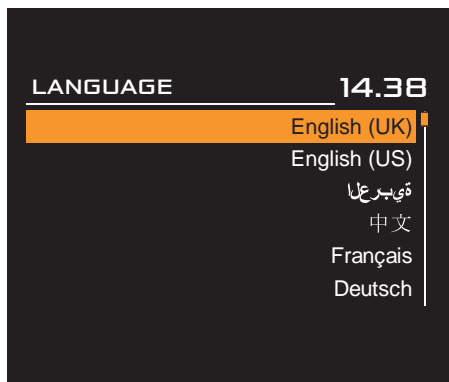 LANGUAGE 14.38
English (UK)
English (US)
العربية
中文
Français
Deutsch